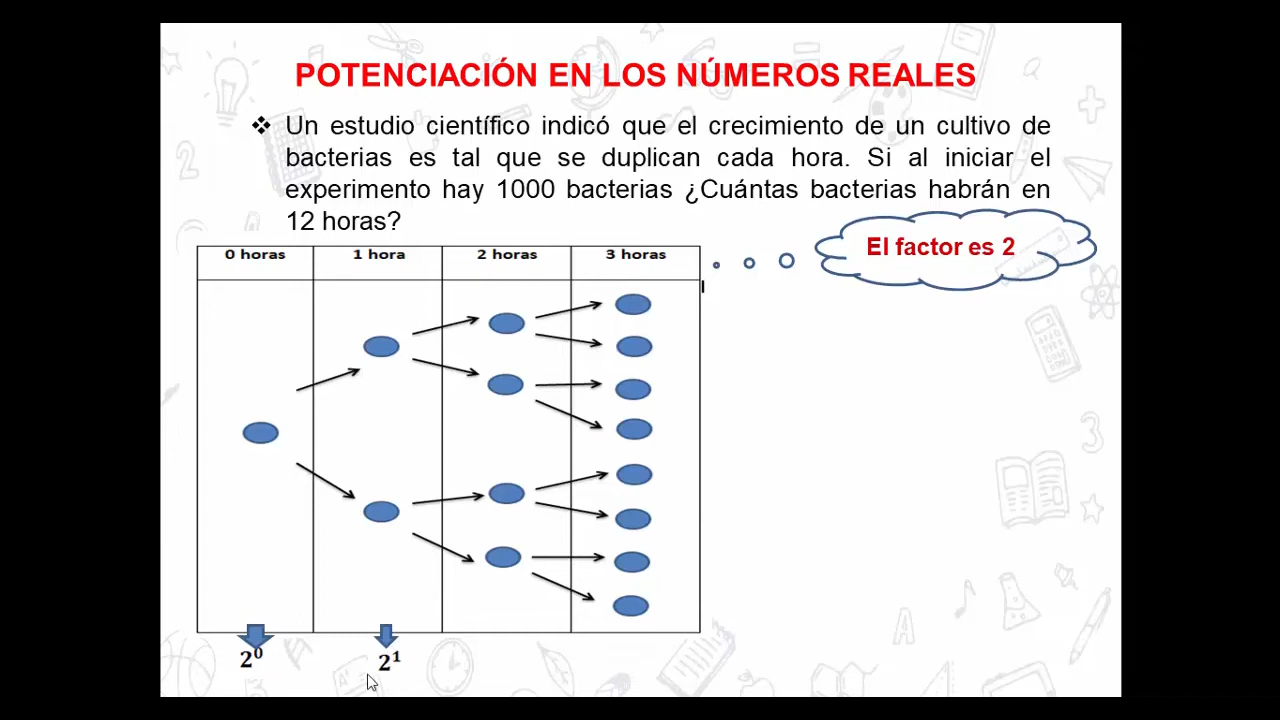 POTENCIACIÓN EN LOS NÚMEROS REALES
❖ Un estudio científico indicó que el crecimiento de un cultivo de
bacterias es tal que se duplican cada hora. Si al iniciar el
experimento hay 1000 bacterias ¿Cuántas bacterias habrán en
12 horas?
El factor es 2
0 horas 1 hora 2 horas 3 horas
2⁰ 2¹